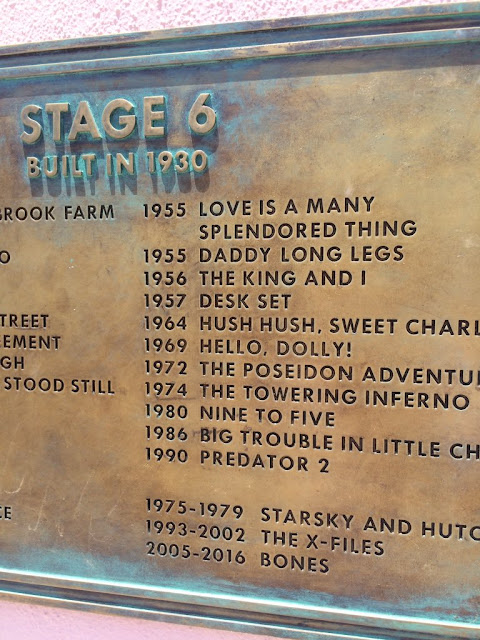 STAGE 6
BUILT IN 1930
BROOK FARM
O
STREET
EEMENT
GH
STOOD STILL
CE
1955 LOVE IS A MANY
SPLENDORED THING
1955 DADDY LONG LEGS
1956 THE KING AND I
1957 DESK SET
1964 HUSH HUSH, SWEET CHARL
1969 HELLO, DOLLY!
1972 THE POSEIDON ADVENTU
1974 THE TOWERING INFERNO
1980 NINE TO FIVE
1986 BIG TROUBLE IN LITTLE CH
1990 PREDATOR 2
1975-1979 STARSKY AND HUTC
1993-2002 THE X-FILES
2005-2016 BONES